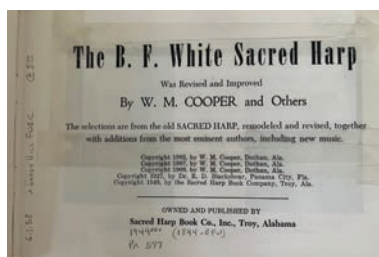 The B. F. White Sacred Harp
Was Revised and Improved
By W. M. COOPER and Others
The selections are from the old SACRED HARP, remodeled and revised, together
with additions from the most eminent authors, including new music.
Copyright 1902, by W. M. Cooper, Dothan, Ala.
Copyright 1907, by W. M. Cooper, Dothan, Ala.
Copyright 1909, by W. M. Cooper, Dothan, Ala.
Copyright 1927, by Dr. R. D. Blackshear, Panama City, Fla.
Copyright 1949, by the Sacred Harp Book Company, Troy, Ala.
OWNED AND PUBLISHED BY
Sacred Harp Book Co., Inc., Troy, Alabama